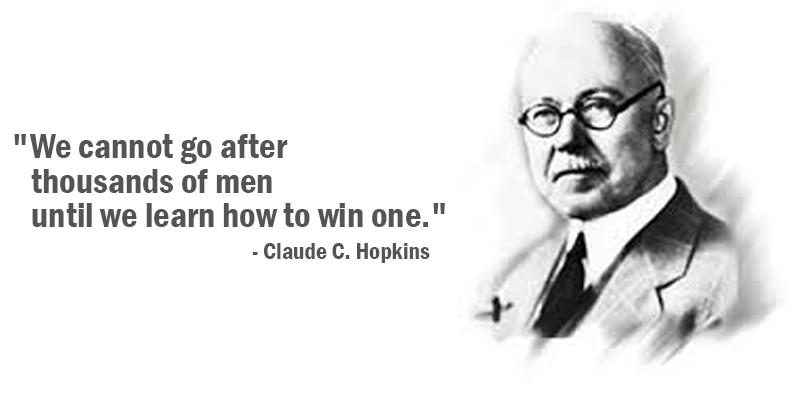 "We cannot go after
thousands of men
until we learn how to win one."
- Claude C. Hopkins